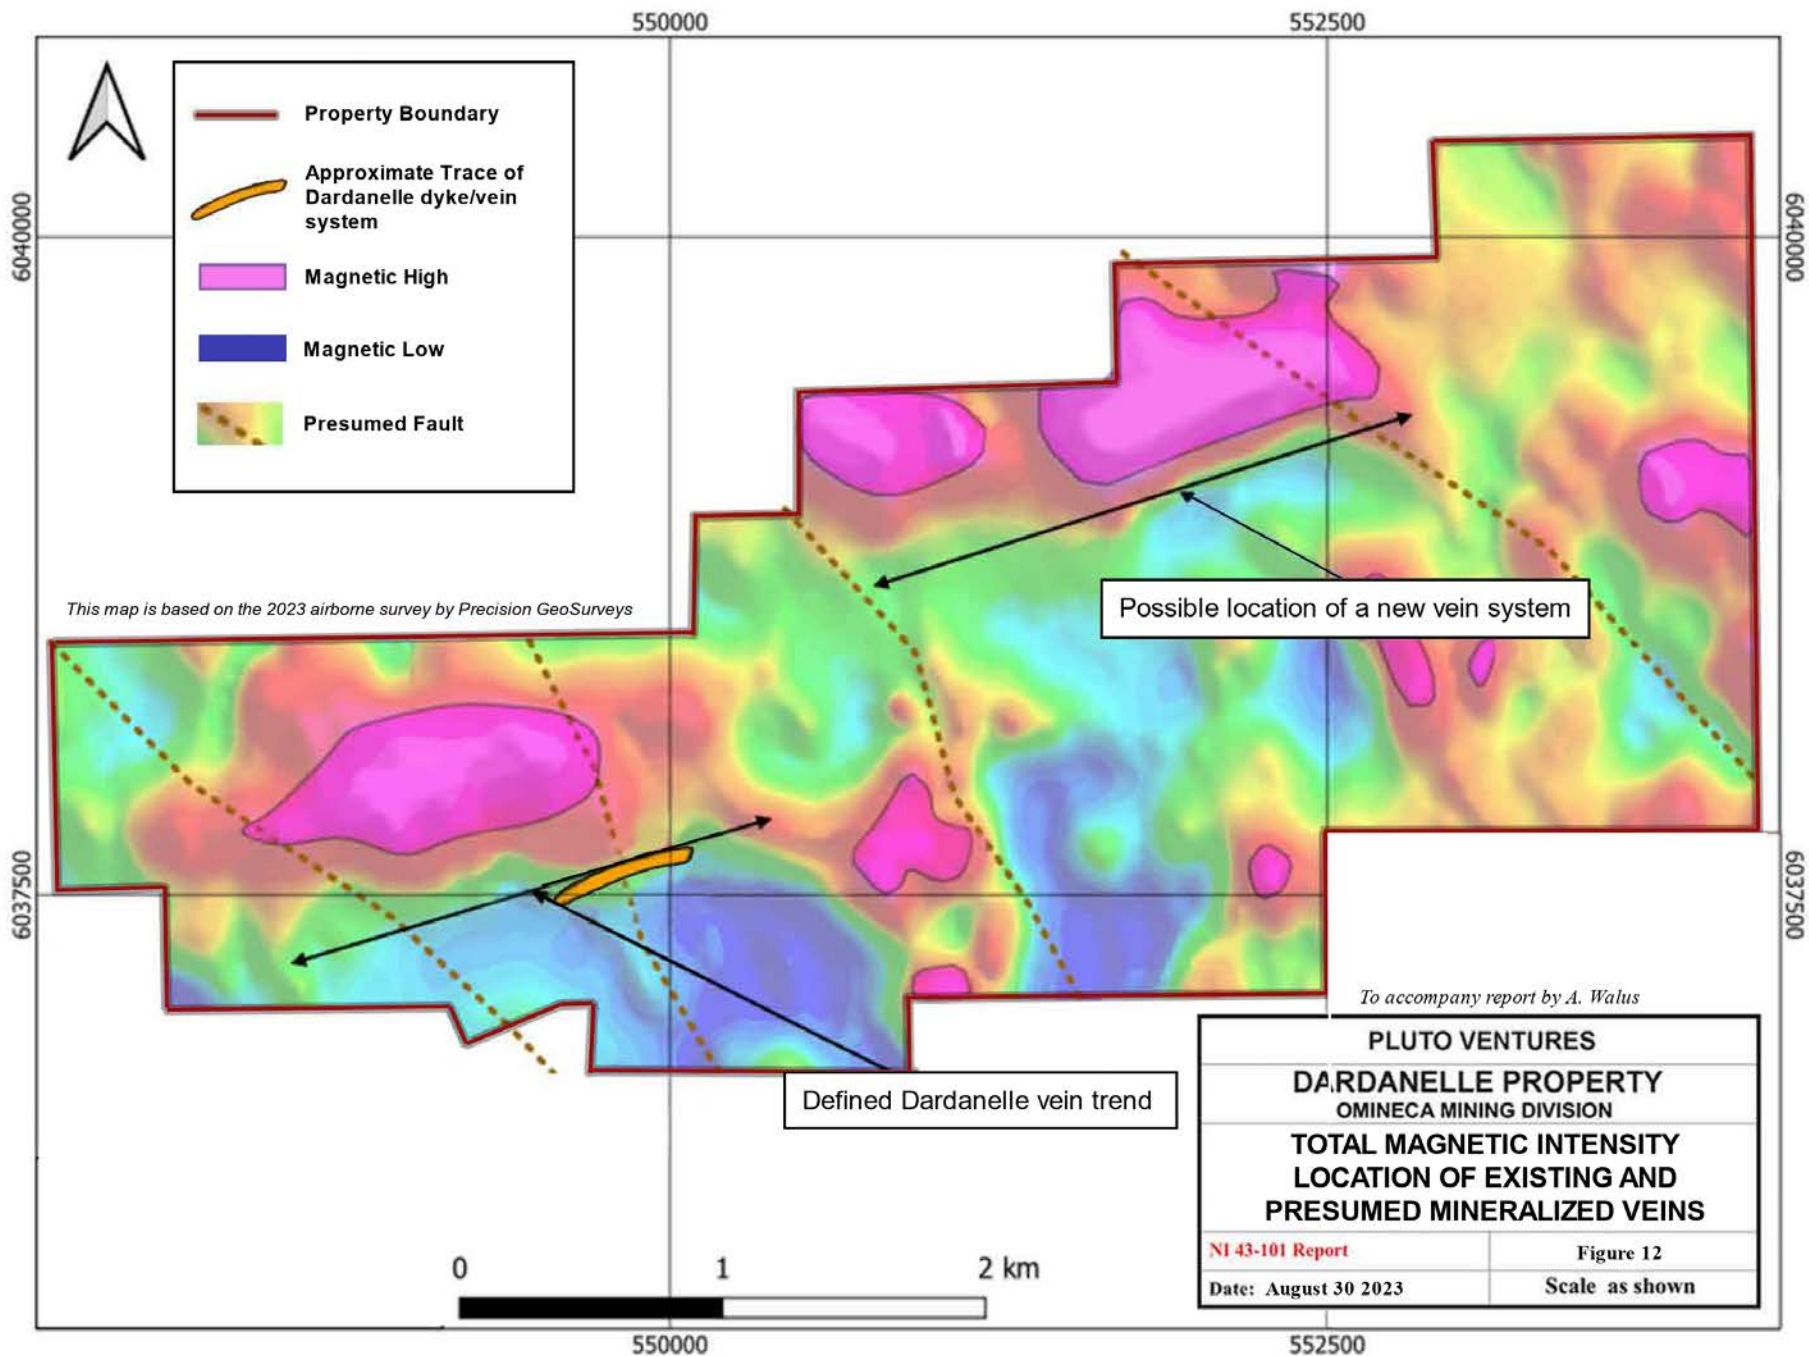 550000
552500
Property Boundary
Approximate Trace of
Dardanelle dyke/vein
system
Magnetic High
Magnetic Low
Presumed Fault
6040000
6040000
This map is based on the 2023 airborne survey by Precision GeoSurveys
Possible location of a new vein system
6037500
6037500
Defined Dardanelle vein trend
To accompany report by A. Walus
PLUTO VENTURES
DARDANELLE PROPERTY
OMINECA MINING DIVISION
TOTAL MAGNETIC INTENSITY
LOCATION OF EXISTING AND
PRESUMED MINERALIZED VEINS
NI 43-101 Report
Figure 12
Date: August 30 2023
Scale as shown
0 1 2 km
550000
552500